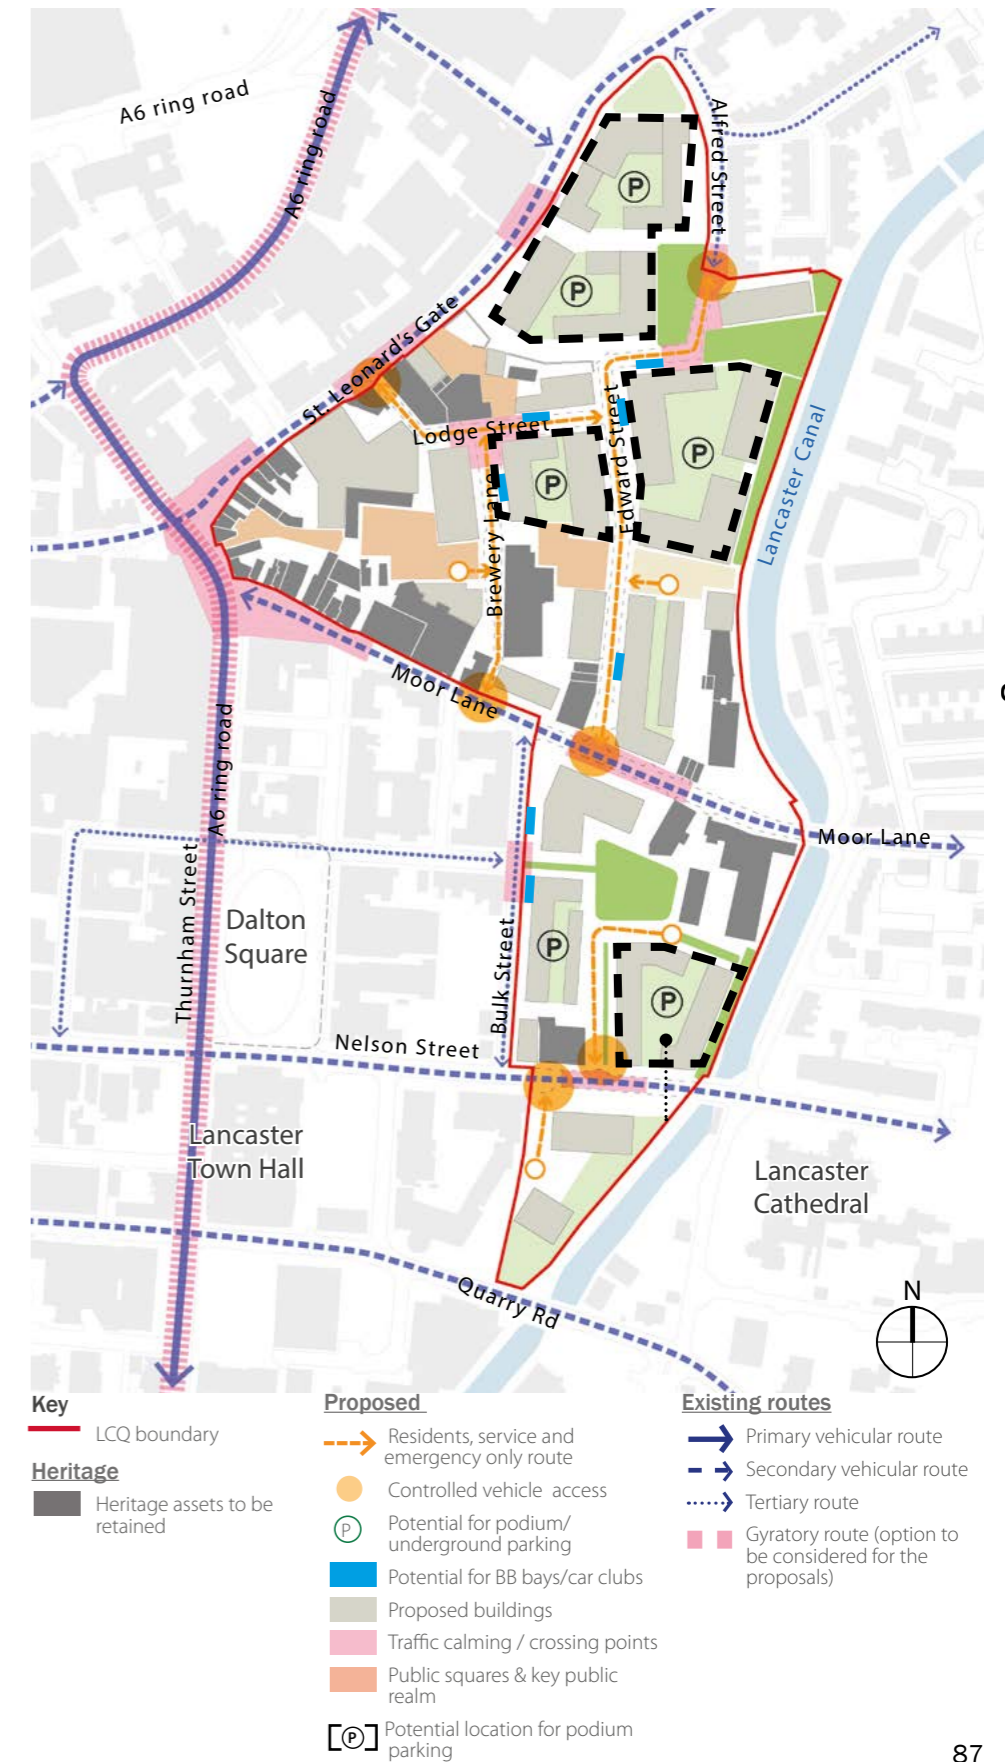 A6 ring road
A6 ring road
Alfred Street
P
P
St. Leonard's Gate
Lodge Street
Edward Street
P
P
Brewery Lane
Lancaster Canal
Moor Lane
A6 ring road
Moor Lane
Thurnham Street
Dalton
Square
Bulk Street
P
P
Nelson Street
Lancaster
Town Hall
Lancaster
Cathedral
Quarry Rd
N
Key
LCQ boundary
Heritage
Heritage assets to be
retained
Proposed
Residents, service and
emergency only route
Controlled vehicle access
P
Potential for podium/
underground parking
Potential for BB bays/car clubs
Proposed buildings
Traffic calming / crossing points
Public squares & key public
realm
P
Potential location for podium
parking
Existing routes
Primary vehicular route
Secondary vehicular route
Tertiary route
Gyratory route (option to
be considered for the
proposals)
87